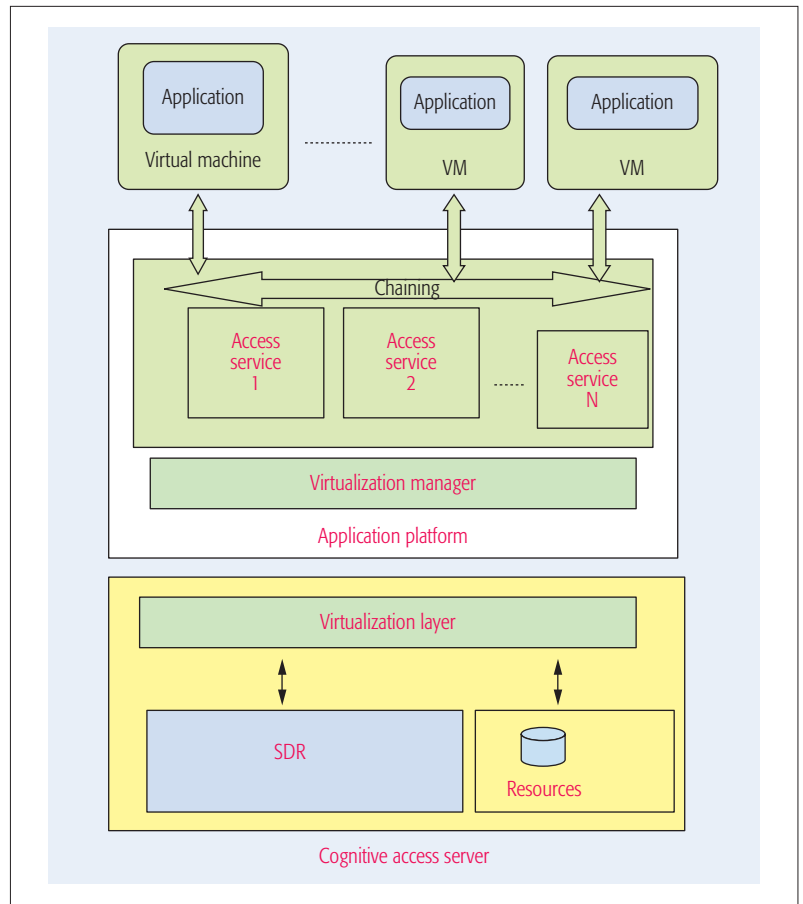 Application
Virtual machine
Application
VM
Application
VM
Chaining
Access
service
1
Access
service
2
Access
service
N
Virtualization manager
Application platform
Virtualization layer
SDR
Resources
Cognitive access server